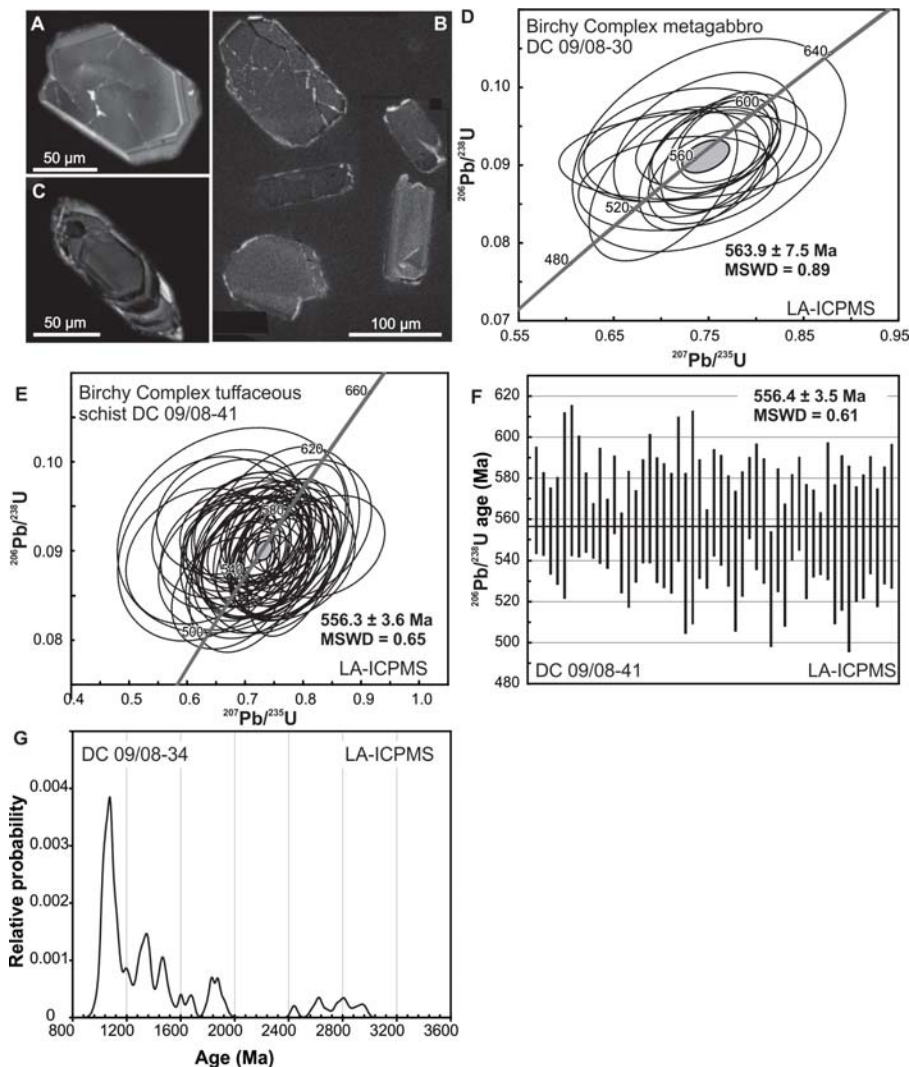 A
50 µm
B
100 µm
C
50 µm
D
Birchy Complex metagabbro
DC 09/08-30
640
600
560
520
480
563.9 ± 7.5 Ma
MSWD = 0.89
LA-ICPMS
0.10
0.09
0.08
0.07
²⁰⁶Pb/²³⁸U
0.55
0.65
0.75
0.85
0.95
²⁰⁷Pb/²³⁵U
E
Birchy Complex tuffaceous
schist DC 09/08-41
660
620
500
556.3 ± 3.6 Ma
MSWD = 0.65
LA-ICPMS
0.10
0.09
0.08
²⁰⁶Pb/²³⁸U
0.4
0.5
0.6
0.7
0.8
0.9
1.0
²⁰⁷Pb/²³⁵U
F
556.4 ± 3.5 Ma
MSWD = 0.61
620
600
580
560
540
520
500
480
²⁰⁶Pb/²³⁸U age (Ma)
DC 09/08-41
LA-ICPMS
G
DC 09/08-34
LA-ICPMS
0.004
0.003
0.002
0.001
0
Relative probability
800
1200
1600
2000
2400
2800
3200
3600
Age (Ma)